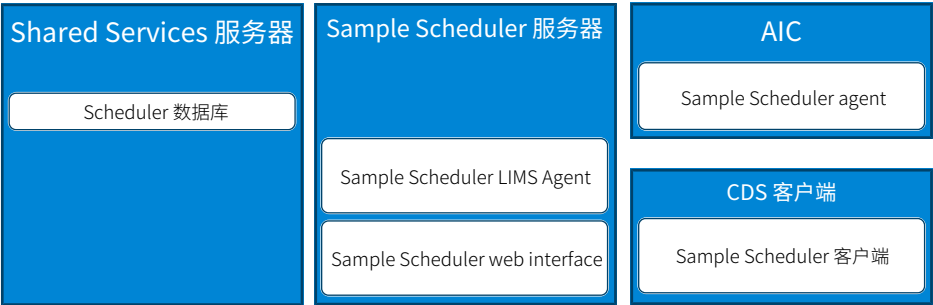 Shared Services 服务器
Scheduler 数据库
Sample Scheduler 服务器
Sample Scheduler LIMS Agent
Sample Scheduler web interface
AIC
Sample Scheduler agent
CDS 客户端
Sample Scheduler 客户端